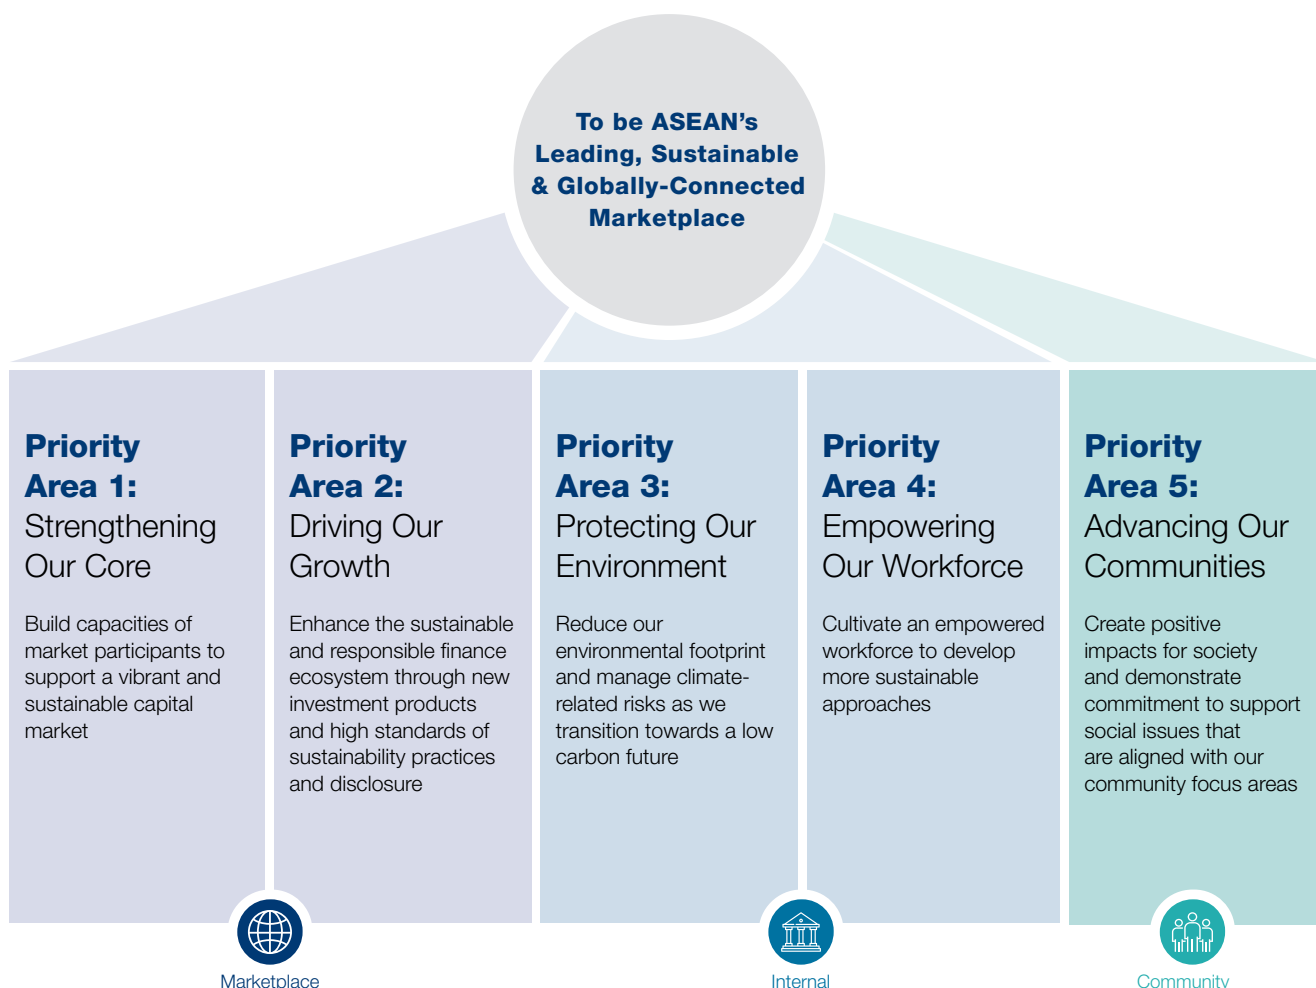 To be ASEAN's
Leading, Sustainable
& Globally-Connected
Marketplace
Priority
Area 1:
Strengthening
Our Core
Build capacities of
market participants to
support a vibrant and
sustainable capital
market
Priority
Area 2:
Driving Our
Growth
Enhance the sustainable
and responsible finance
ecosystem through new
investment products
and high standards of
sustainability practices
and disclosure
Priority
Area 3:
Protecting Our
Environment
Reduce our
environmental footprint
and manage climate-
related risks as we
transition towards a low
carbon future
Priority
Area 4:
Empowering
Our Workforce
Cultivate an empowered
workforce to develop
more sustainable
approaches
Priority
Area 5:
Advancing Our
Communities
Create positive
impacts for society
and demonstrate
commitment to support
social issues that
are aligned with our
community focus areas
Marketplace
Internal
Community